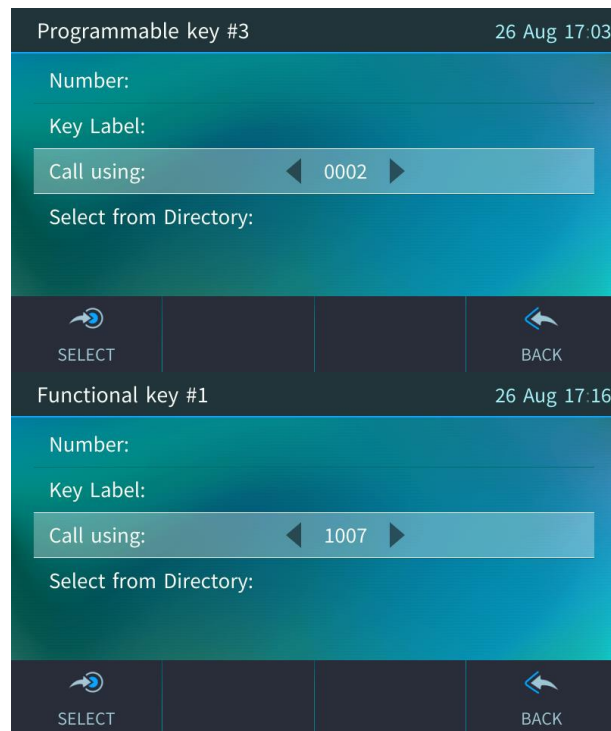 Programmable key #3 26 Aug 17:03
Number:
Key Label:
Call using: 0002
Select from Directory:
SELECT BACK
Functional key #1 26 Aug 17:16
Number:
Key Label:
Call using: 1007
Select from Directory:
SELECT BACK